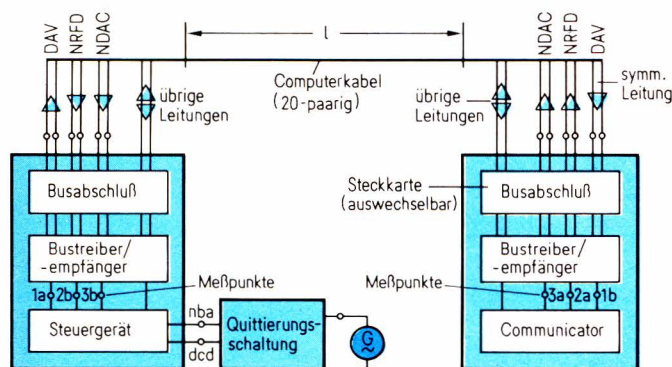 DAV
NRFD
NDAC
l
NDAC
NRFD
DAV
Computerkabel
(20-paarig)
übrige
Leitungen
übrige
Leitungen
symm.
Leitung
Busabschluß
Steckkarte
(auswechselbar)
Busabschluß
Bustreiber/
-empfänger
Bustreiber/
-empfänger
1a 2b 3b
Meßpunkte
Meßpunkte
3a 2a 1b
Steuergerät
nba
dcd
Quittierungs-
schaltung
G
~
Communicator